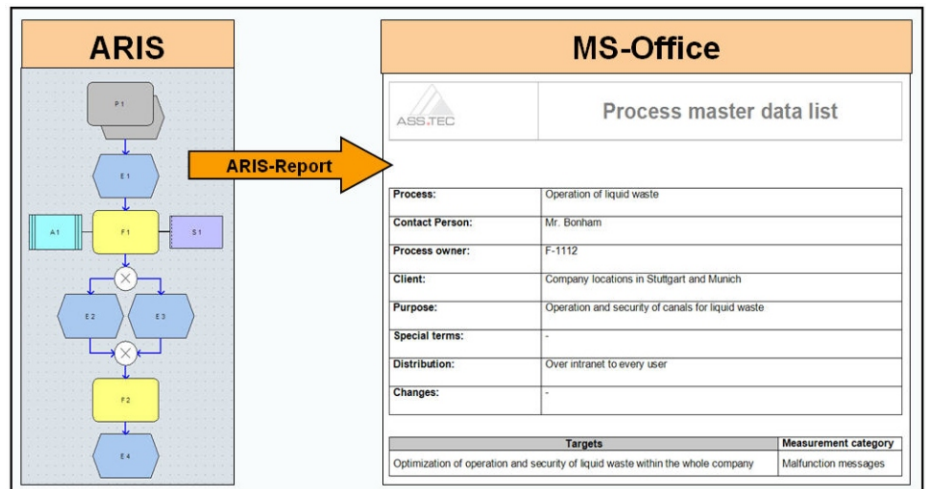 ARIS
P 1
E 1
A 1
F 1
S 1
E 2
E 3
F 2
E 4
ARIS-Report
MS-Office
ASS.TEC
Process master data list
Process: Operation of liquid waste
Contact Person: Mr. Bonham
Process owner: F-1112
Client: Company locations in Stuttgart and Munich
Purpose: Operation and security of canals for liquid waste
Special terms: -
Distribution: Over intranet to every user
Changes: -
Targets Measurement category
Optimization of operation and security of liquid waste within the whole company Malfunction messages